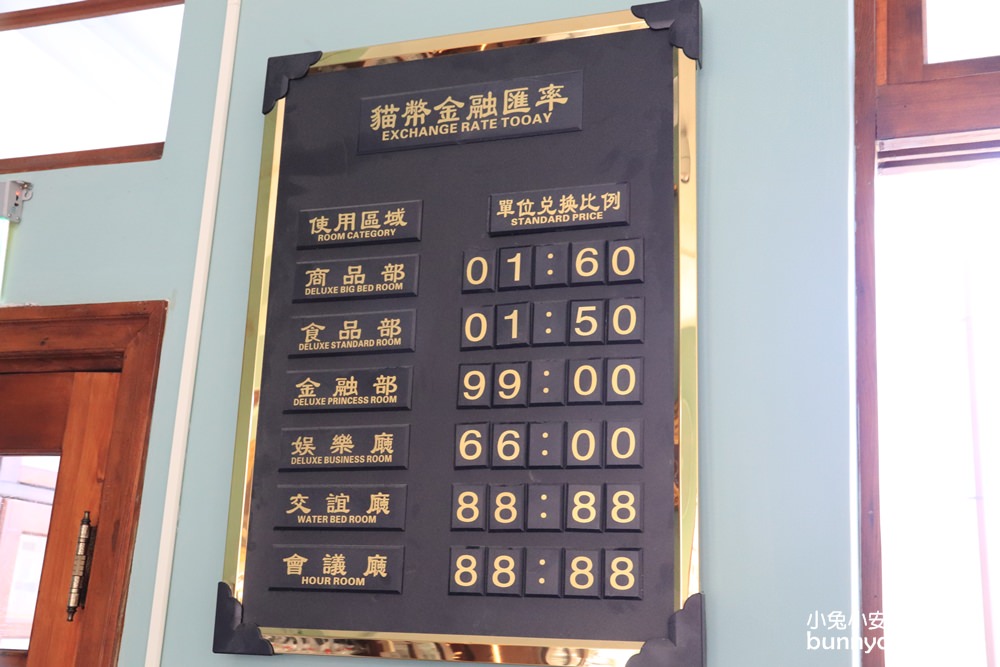 貓幣金融匯率
EXCHANGE RATE TOOAY
使用區域
ROOM CATEGORY
單位兌換比例
STANDARD PRICE
商品部
DELUXE BIG BED ROOM
01:60
食品部
DELUXE STANDARD ROOM
01:50
金融部
DELUXE PRINCESS ROOM
99:00
娛樂廳
DELUXE BUSINESS ROOM
66:00
交誼廳
WATER BED ROOM
88:88
會議廳
HOUR ROOM
88:88
小兔小安
bunny